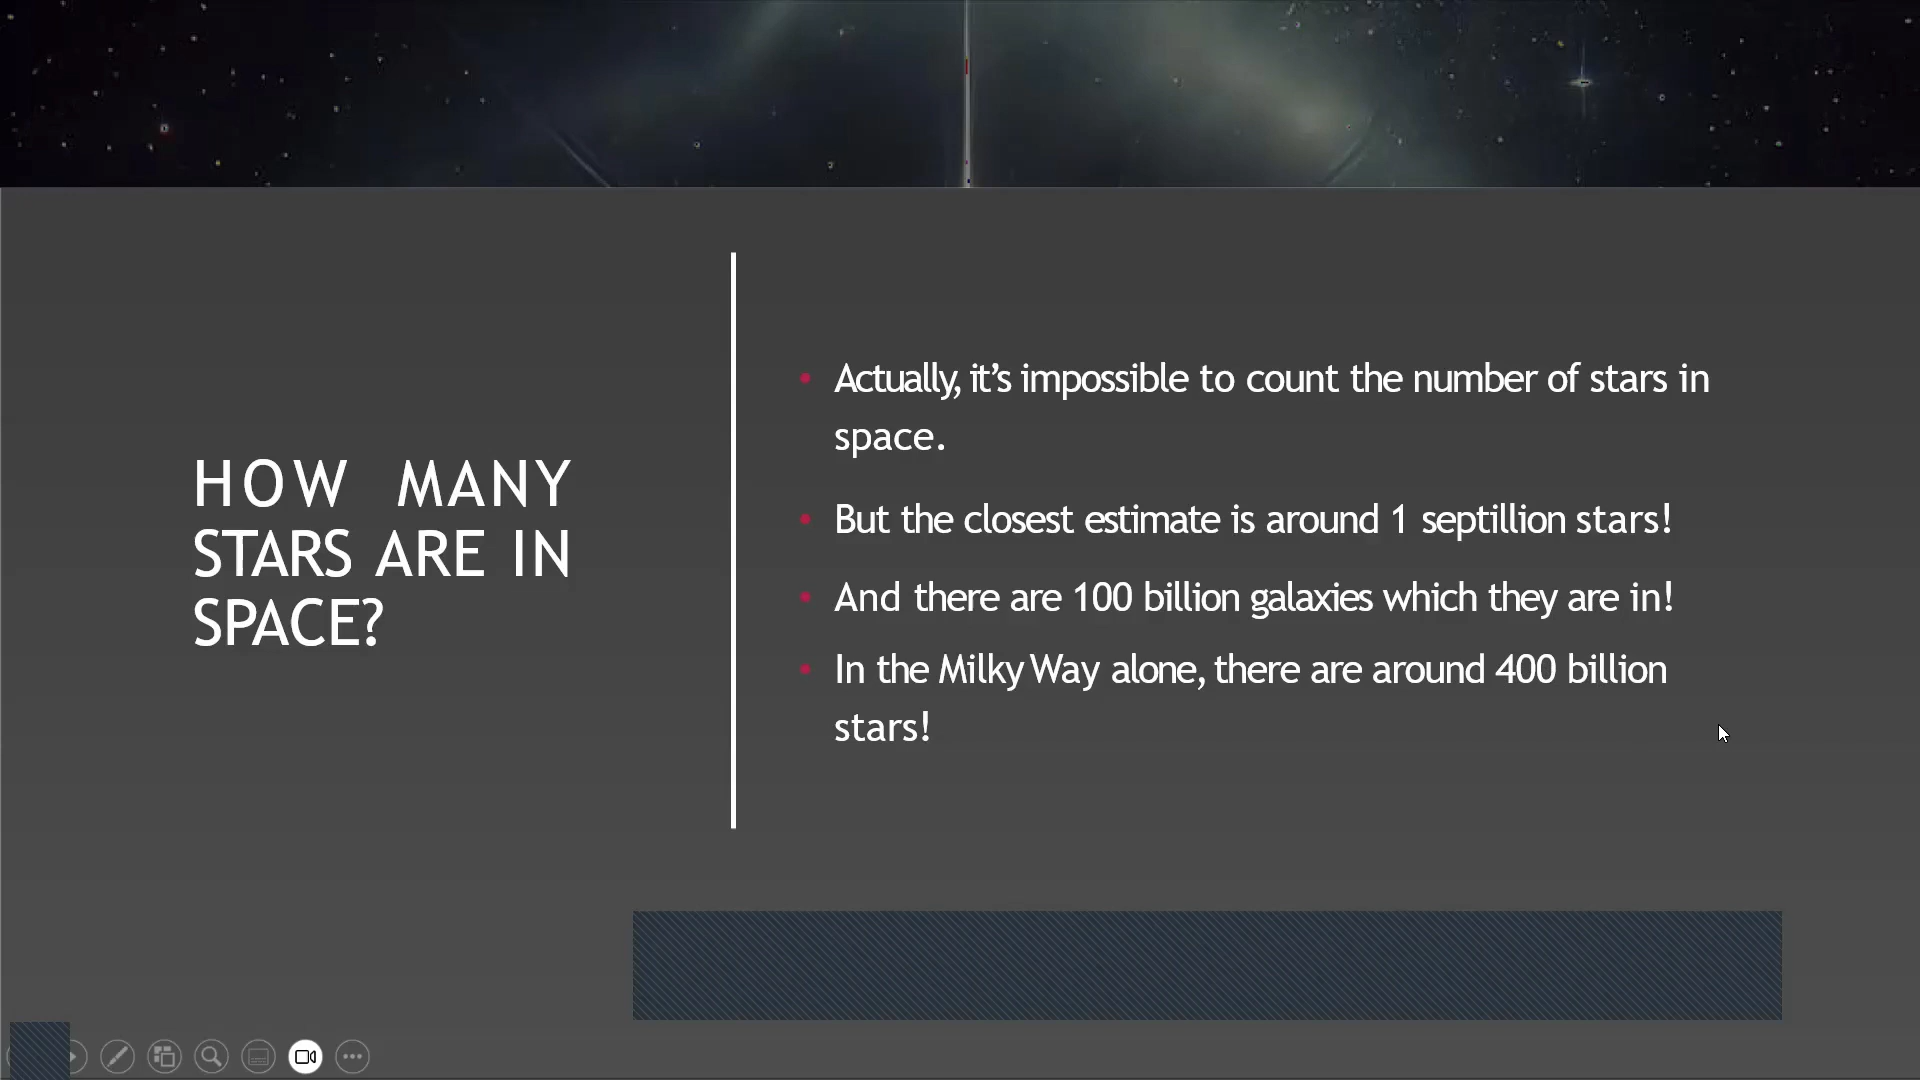 HOW MANY
STARS ARE IN
SPACE?
Actually, it’s impossible to count the number of stars in
space.
But the closest estimate is around 1 septillion stars!
And there are 100 billion galaxies which they are in!
In the Milky Way alone, there are around 400 billion
stars!